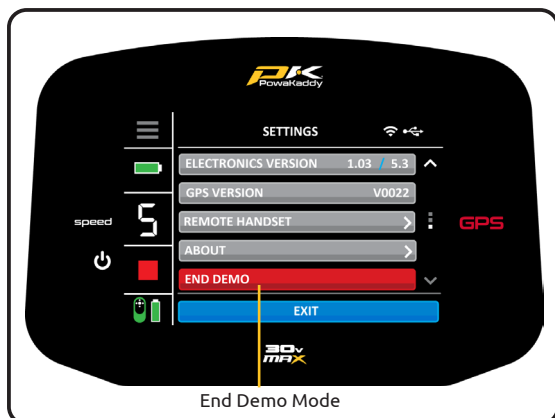 PK
PowaKaddy
SETTINGS
ELECTRONICS VERSION 1.03 / 5.3
GPS VERSION V0022
REMOTE HANDSET
ABOUT
END DEMO
EXIT
speed
5
GPS
30v
MAX
End Demo Mode